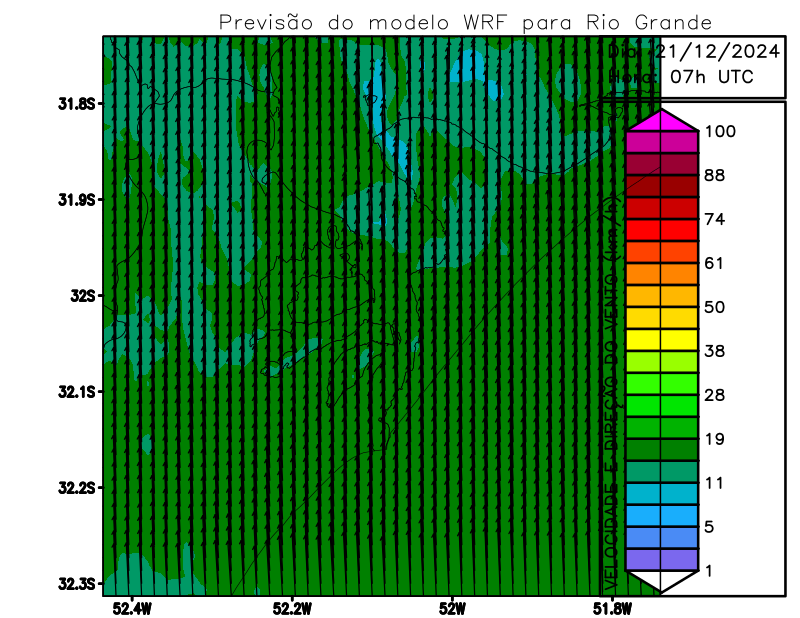 Previsão do modelo WRF para Rio Grande
Dia: 21/12/2024
Hora: 07h UTC
31.8S
31.9S
32S
32.1S
32.2S
32.3S
52.4W
52.2W
52W
51.8W
VELOCIDADE E DIREÇÃO DO VENTO (km/h)
100
88
74
61
50
38
28
19
11
5
1